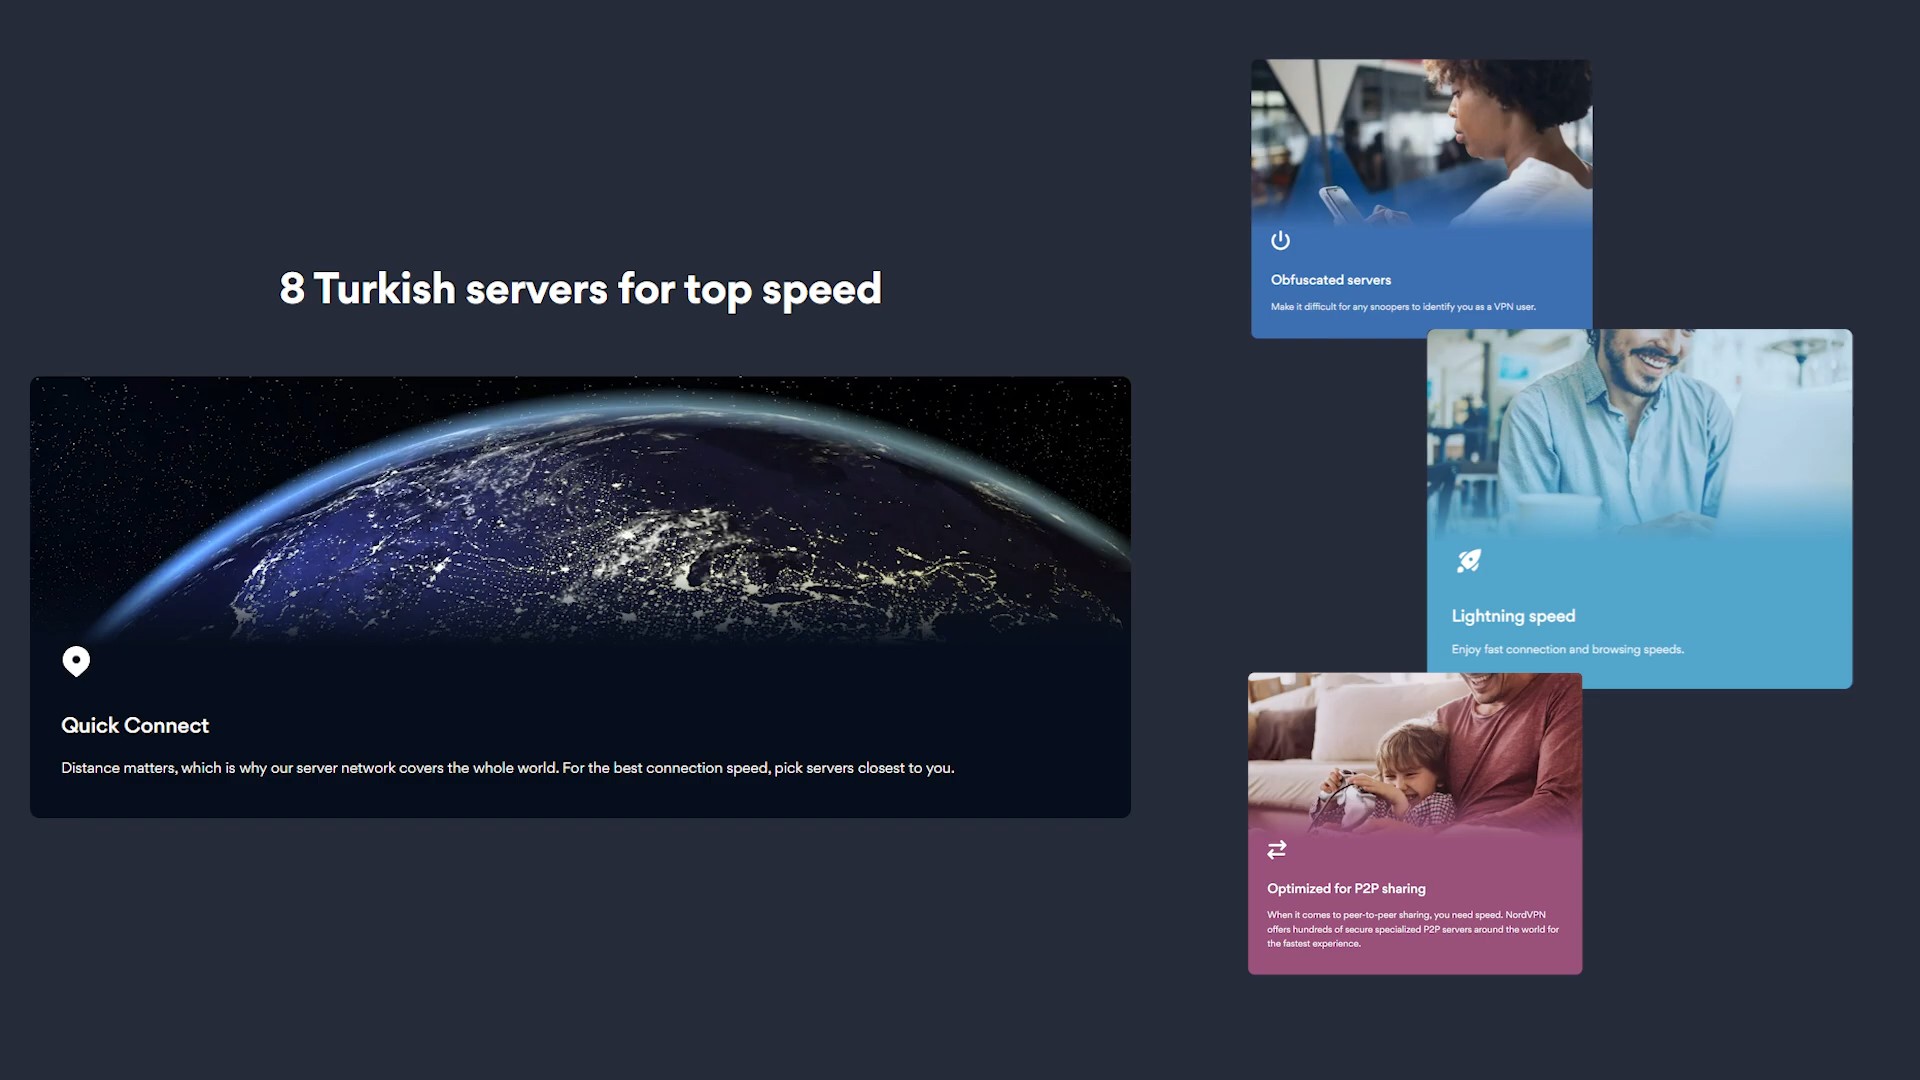 8 Turkish servers for top speed
Quick Connect
Distance matters, which is why our server network covers the whole world. For the best connection speed, pick servers closest to you.
Obfuscated servers
Make it difficult for any snoopers to identify you as a VPN user.
Lightning speed
Enjoy fast connection and browsing speeds.
Optimized for P2P sharing
When it comes to peer-to-peer sharing, you need speed. NordVPN
offers hundreds of secure specialized P2P servers around the world for
the fastest experience.